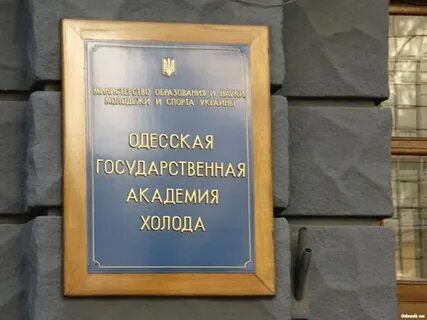 МИНИСТЕРСТВО ОБРАЗОВАНИЯ И НАУКИ
МОЛОДЕЖИ И СПОРТА УКРАИНЫ
ОДЕССКАЯ
ГОСУДАРСТВЕННАЯ
АКАДЕМИЯ
ХОЛОДА